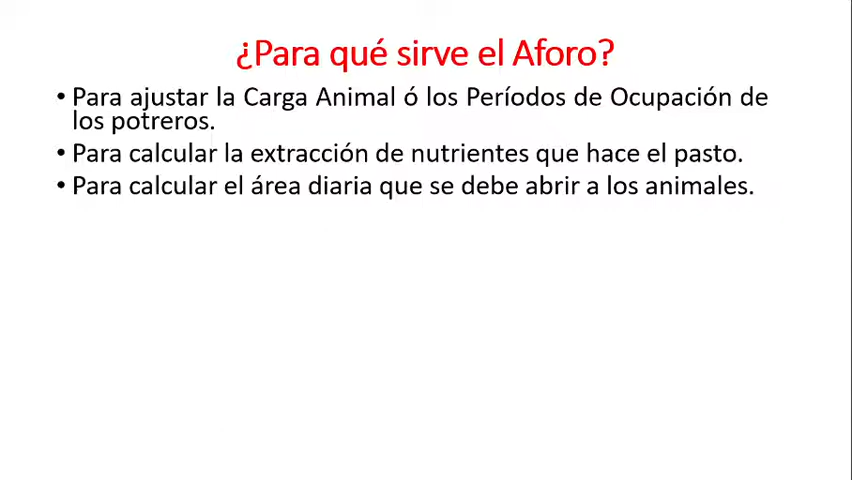 ¿Para qué sirve el Aforo?
• Para ajustar la Carga Animal ó los Períodos de Ocupación de
los potreros.
• Para calcular la extracción de nutrientes que hace el pasto.
• Para calcular el área diaria que se debe abrir a los animales.